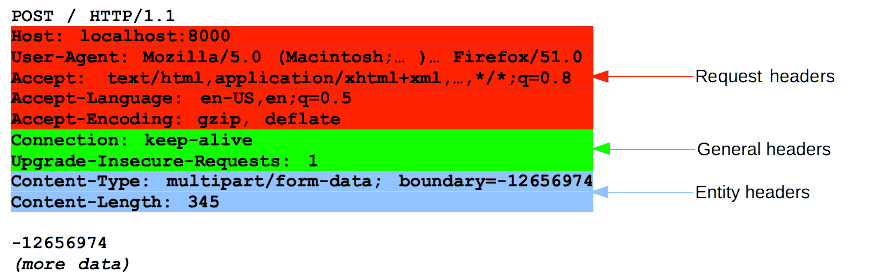 POST / HTTP/1.1
Host: localhost:8000
User-Agent: Mozilla/5.0 (Macintosh;… )… Firefox/51.0
Accept: text/html,application/xhtml+xml,…,*/*;q=0.8
Accept-Language: en-US,en;q=0.5
Accept-Encoding: gzip, deflate
Connection: keep-alive
Upgrade-Insecure-Requests: 1
Content-Type: multipart/form-data; boundary=-12656974
Content-Length: 345
-12656974
(more data)
Request headers
General headers
Entity headers